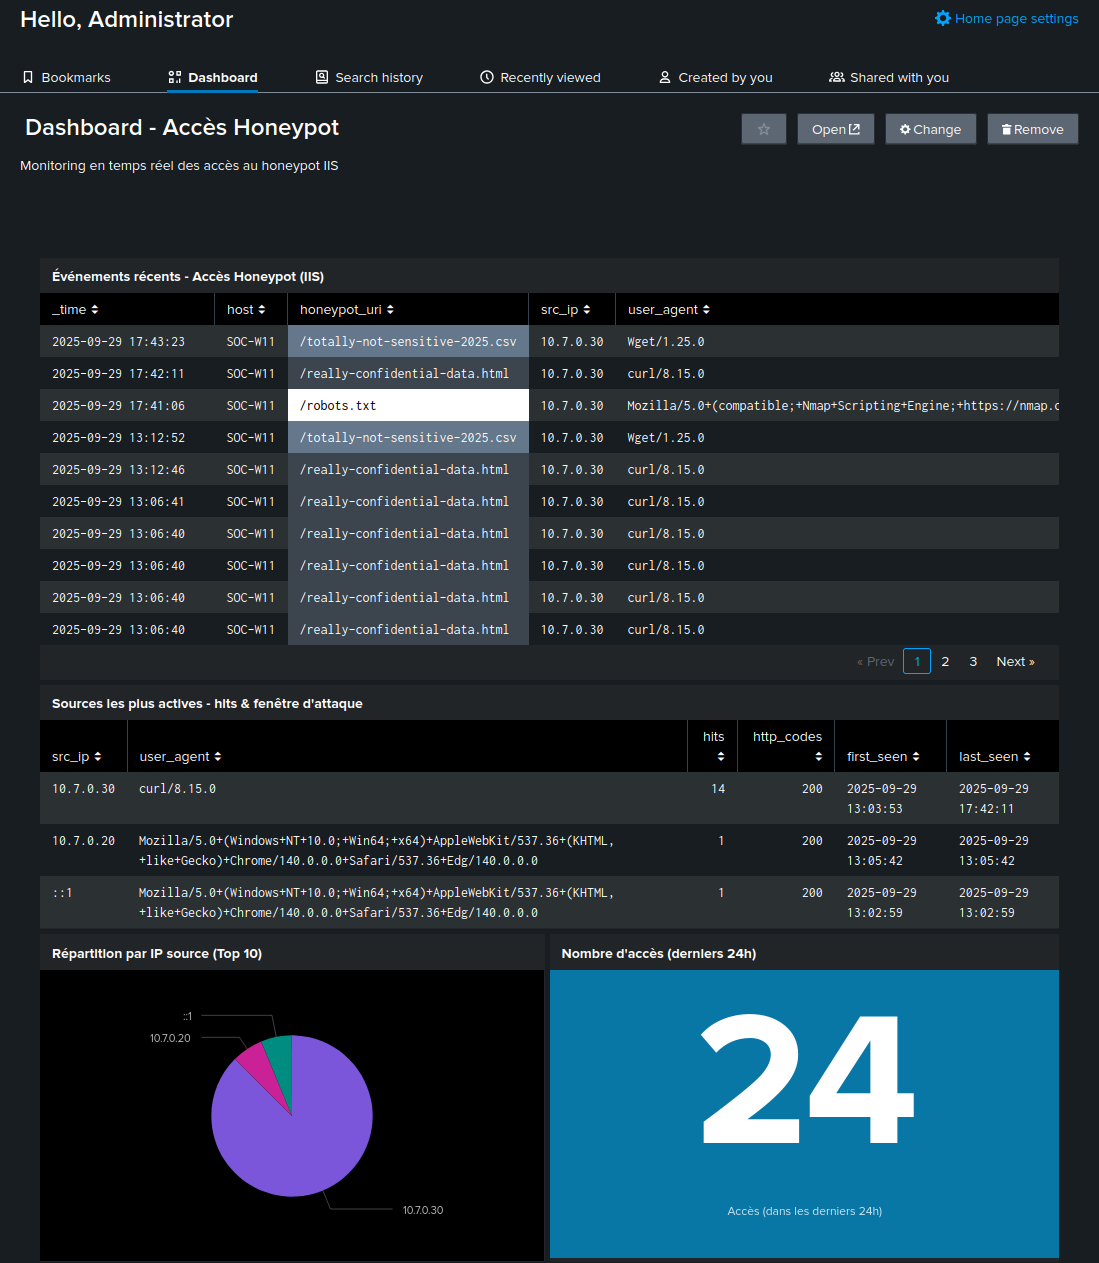 Hello, Administrator
Home page settings
Bookmarks
Dashboard
Search history
Recently viewed
Created by you
Shared with you
Dashboard - Accès Honeypot
Open
Change
Remove
Monitoring en temps réel des accès au honeypot IIS
Événements récents - Accès Honeypot (IIS)
_time host honeypot_uri src_ip user_agent
2025-09-29 17:43:23 SOC-W11 /totally-not-sensitive-2025.csv 10.7.0.30 Wget/1.25.0
2025-09-29 17:42:11 SOC-W11 /really-confidential-data.html 10.7.0.30 curl/8.15.0
2025-09-29 17:41:06 SOC-W11 /robots.txt 10.7.0.30 Mozilla/5.0+(compatible;+Nmap+Scripting+Engine;+https://nmap.c
2025-09-29 13:12:52 SOC-W11 /totally-not-sensitive-2025.csv 10.7.0.30 Wget/1.25.0
2025-09-29 13:12:46 SOC-W11 /really-confidential-data.html 10.7.0.30 curl/8.15.0
2025-09-29 13:06:41 SOC-W11 /really-confidential-data.html 10.7.0.30 curl/8.15.0
2025-09-29 13:06:40 SOC-W11 /really-confidential-data.html 10.7.0.30 curl/8.15.0
2025-09-29 13:06:40 SOC-W11 /really-confidential-data.html 10.7.0.30 curl/8.15.0
2025-09-29 13:06:40 SOC-W11 /really-confidential-data.html 10.7.0.30 curl/8.15.0
2025-09-29 13:06:40 SOC-W11 /really-confidential-data.html 10.7.0.30 curl/8.15.0
« Prev 1 2 3 Next »
Sources les plus actives - hits & fenêtre d'attaque
src_ip user_agent hits http_codes first_seen last_seen
10.7.0.30 curl/8.15.0 14 200 2025-09-29 2025-09-29
13:03:53 17:42:11
10.7.0.20 Mozilla/5.0+(Windows+NT+10.0;+Win64;+x64)+AppleWebKit/537.36+(KHTML, 1 200 2025-09-29 2025-09-29
+like+Gecko)+Chrome/140.0.0.0+Safari/537.36+Edg/140.0.0.0 13:05:42 13:05:42
::1 Mozilla/5.0+(Windows+NT+10.0;+Win64;+x64)+AppleWebKit/537.36+(KHTML, 1 200 2025-09-29 2025-09-29
+like+Gecko)+Chrome/140.0.0.0+Safari/537.36+Edg/140.0.0.0 13:02:59 13:02:59
Répartition par IP source (Top 10)
::1
10.7.0.20
10.7.0.30
Nombre d'accès (derniers 24h)
24
Accès (dans les derniers 24h)